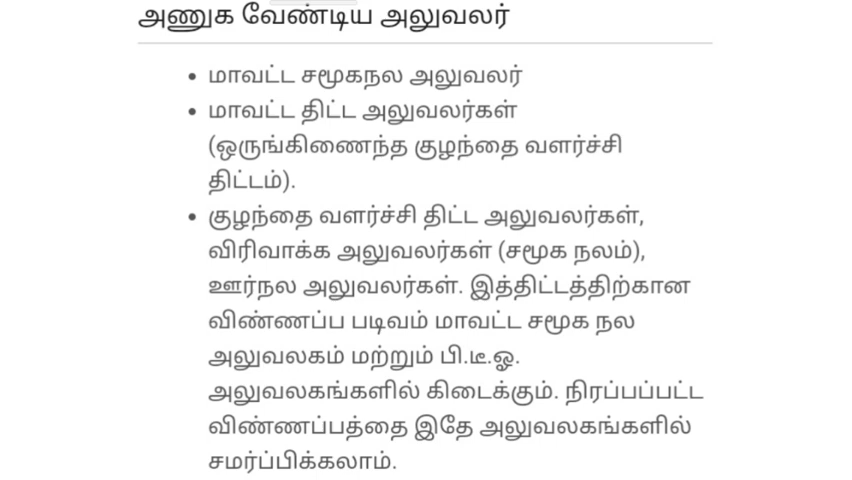 அணுக வேண்டிய அலுவலர்
• மாவட்ட சமூகநல அலுவலர்
• மாவட்ட திட்ட அலுவலர்கள்
(ஒருங்கிணைந்த குழந்தை வளர்ச்சி
திட்டம்).
• குழந்தை வளர்ச்சி திட்ட அலுவலர்கள்,
விரிவாக்க அலுவலர்கள் (சமூக நலம்),
ஊர்நல அலுவலர்கள். இத்திட்டத்திற்கான
விண்ணப்ப படிவம் மாவட்ட சமூக நல
அலுவலகம் மற்றும் பி.டீ.ஓ.
அலுவலகங்களில் கிடைக்கும். நிரப்பப்பட்ட
விண்ணப்பத்தை இதே அலுவலகங்களில்
சமர்ப்பிக்கலாம்.